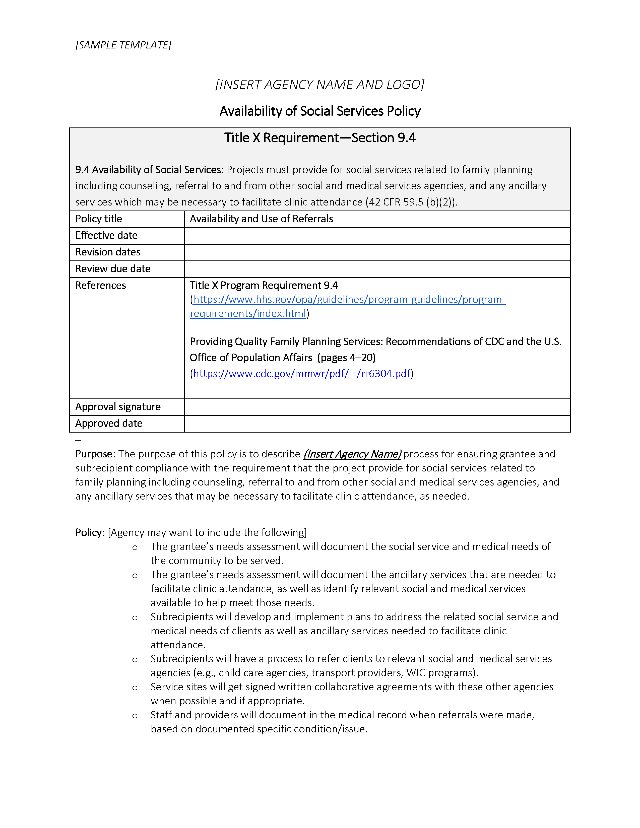 [SAMPLE TEMPLATE]
[INSERT AGENCY NAME AND LOGO]
Availability of Social Services Policy
Title X Requirement—Section 9.4
9.4 Availability of Social Services: Projects must provide for social services related to family planning
including counseling, referral to and from other social and medical services agencies, and any ancillary
services which may be necessary to facilitate clinic attendance (42 CFR 59.5 (b)(2)).
Policy title Availability and Use of Referrals
Effective date
Revision dates
Review due date
References Title X Program Requirement 9.4
(https://www.hhs.gov/opa/guidelines/program-guidelines/program-
requirements/index.html)
Providing Quality Family Planning Services: Recommendations of CDC and the U.S.
Office of Population Affairs (pages 4–20)
(https://www.cdc.gov/mmwr/pdf/rr/rr6304.pdf)
Approval signature
Approved date
Purpose: The purpose of this policy is to describe (Insert Agency Name) process for ensuring grantee and
subrecipient compliance with the requirement that the project provide for social services related to
family planning including counseling, referral to and from other social and medical services agencies, and
any ancillary services that may be necessary to facilitate clinic attendance, as needed.
Policy: [Agency may want to include the following]
o The grantee's needs assessment will document the social service and medical needs of
the community to be served.
o The grantee's needs assessment will document the ancillary services that are needed to
facilitate clinic attendance, as well as identify relevant social and medical services
available to help meet those needs.
o Subrecipients will develop and implement plans to address the related social service and
medical needs of clients as well as ancillary services needed to facilitate clinic
attendance.
o Subrecipients will have a process to refer clients to relevant social and medical services
agencies (e.g., child care agencies, transport providers, WIC programs).
o Service sites will get signed written collaborative agreements with these other agencies
when possible and if appropriate.
o Staff and providers will document in the medical record when referrals were made,
based on documented specific condition/issue.